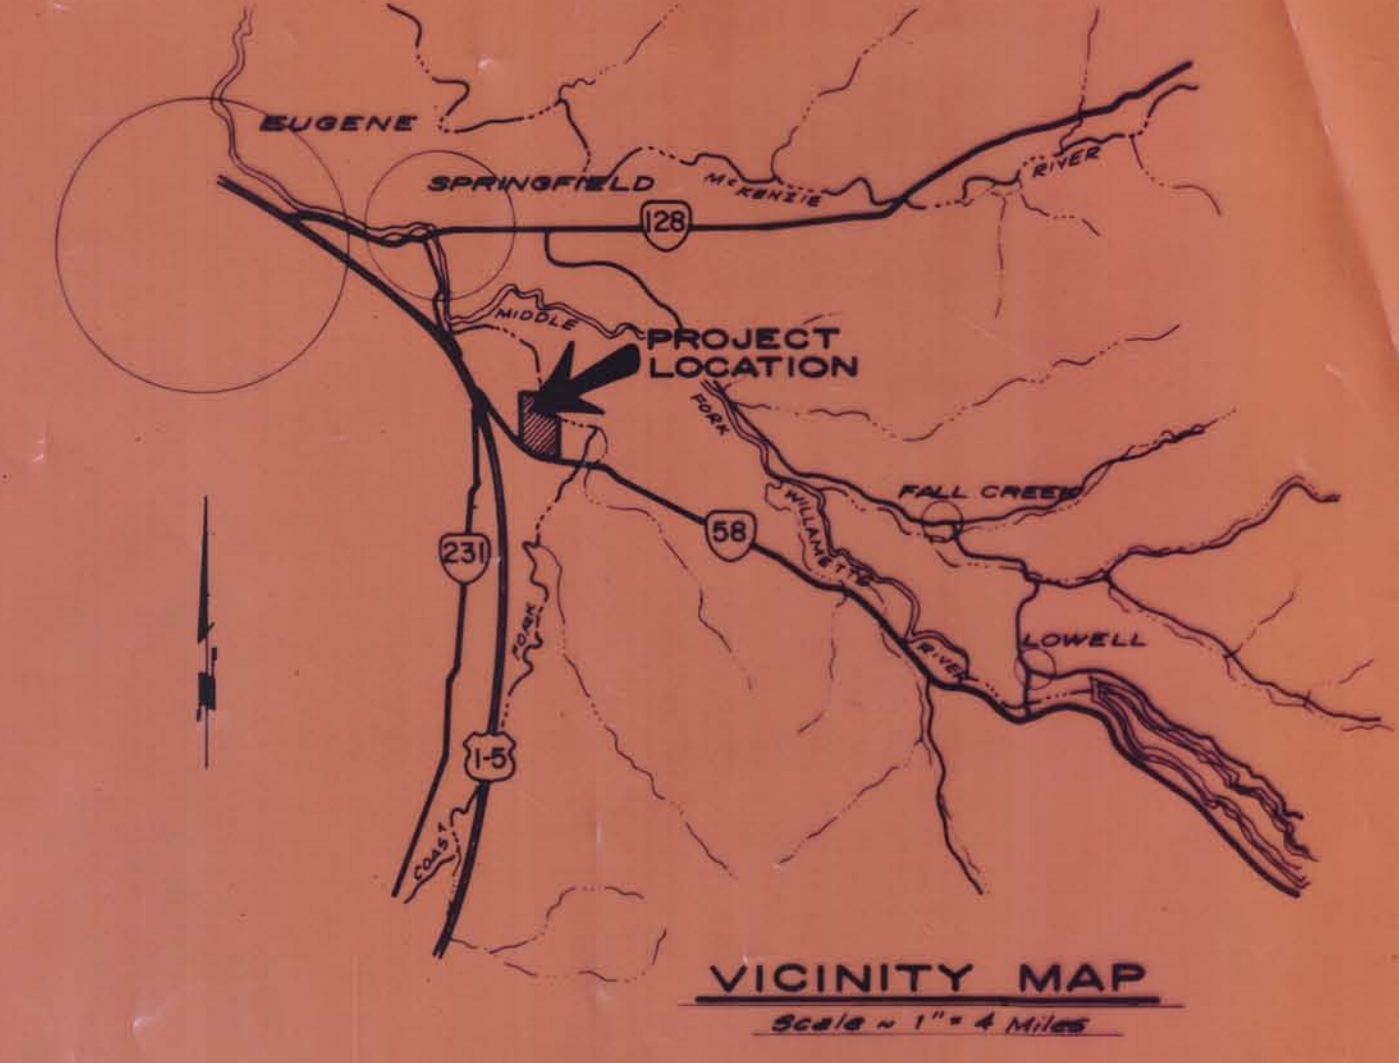 EUGENE
SPRINGFIELD
McKENZIE
RIVER
128
MIDDLE
PROJECT
LOCATION
FORK
FALL CREEK
WILLAMETTE
58
231
FORK
LOWELL
RIVER
I-5
COAST
VICINITY MAP
Scale ~ 1" = 4 Miles